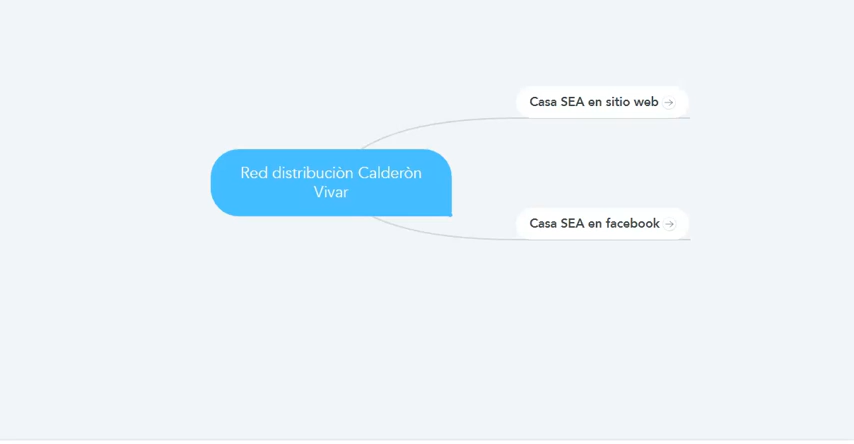 Casa SEA en sitio web
Red distribuciòn Calderòn
Vivar
Casa SEA en facebook